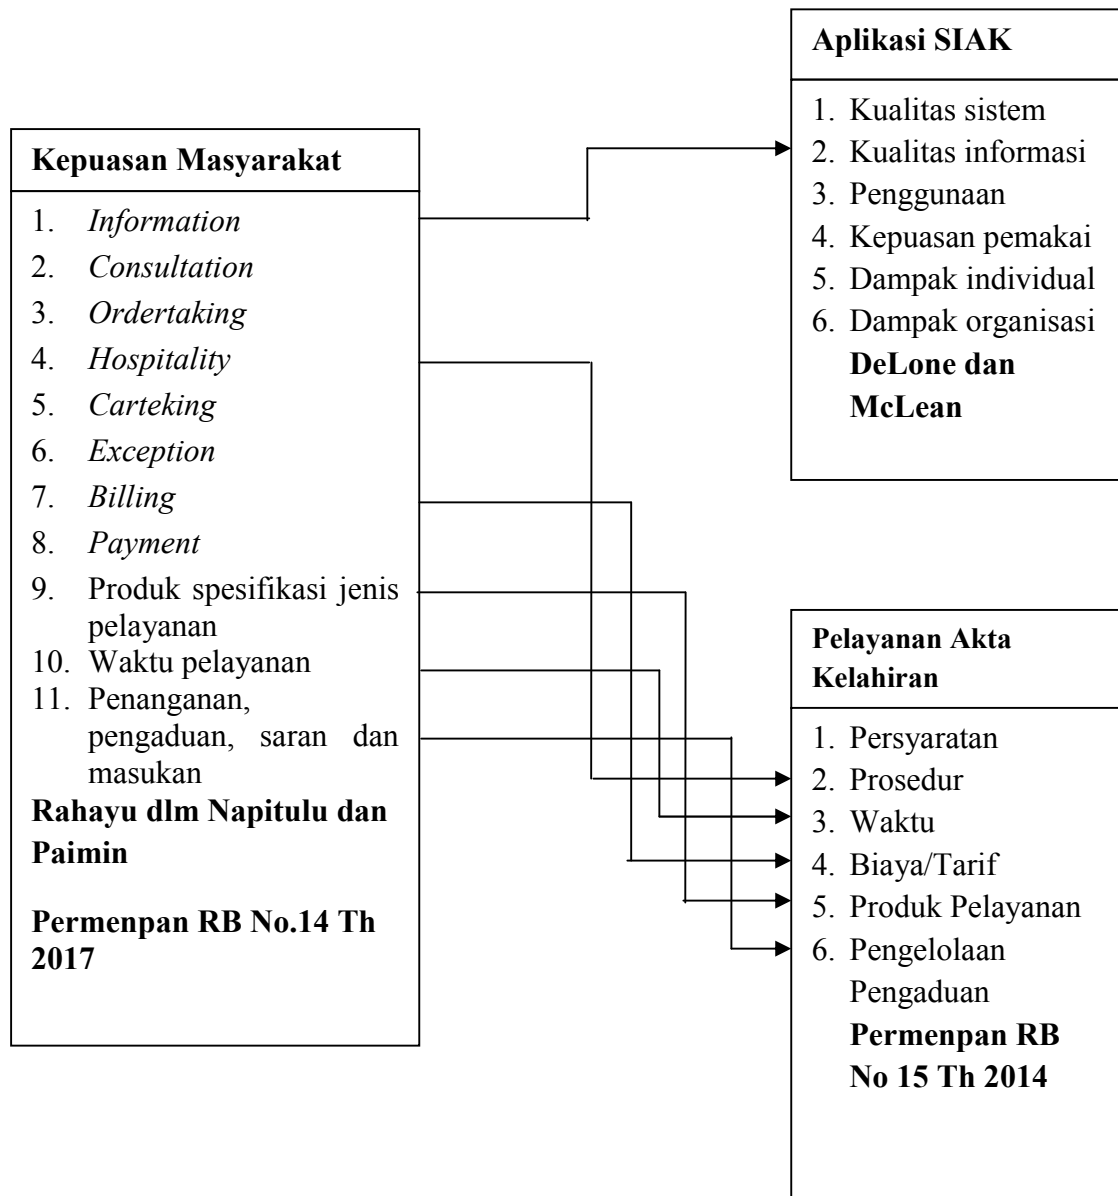 Kepuasan Masyarakat
1. Information
2. Consultation
3. Ordertaking
4. Hospitality
5. Carteking
6. Exception
7. Billing
8. Payment
9. Produk spesifikasi jenis
pelayanan
10. Waktu pelayanan
11. Penanganan,
pengaduan, saran dan
masukan
Rahayu dlm Napitulu dan
Paimin
Permenpan RB No.14 Th
2017
Aplikasi SIAK
1. Kualitas sistem
2. Kualitas informasi
3. Penggunaan
4. Kepuasan pemakai
5. Dampak individual
6. Dampak organisasi
DeLone dan
McLean
Pelayanan Akta
Kelahiran
1. Persyaratan
2. Prosedur
3. Waktu
4. Biaya/Tarif
5. Produk Pelayanan
6. Pengelolaan
Pengaduan
Permenpan RB
No 15 Th 2014